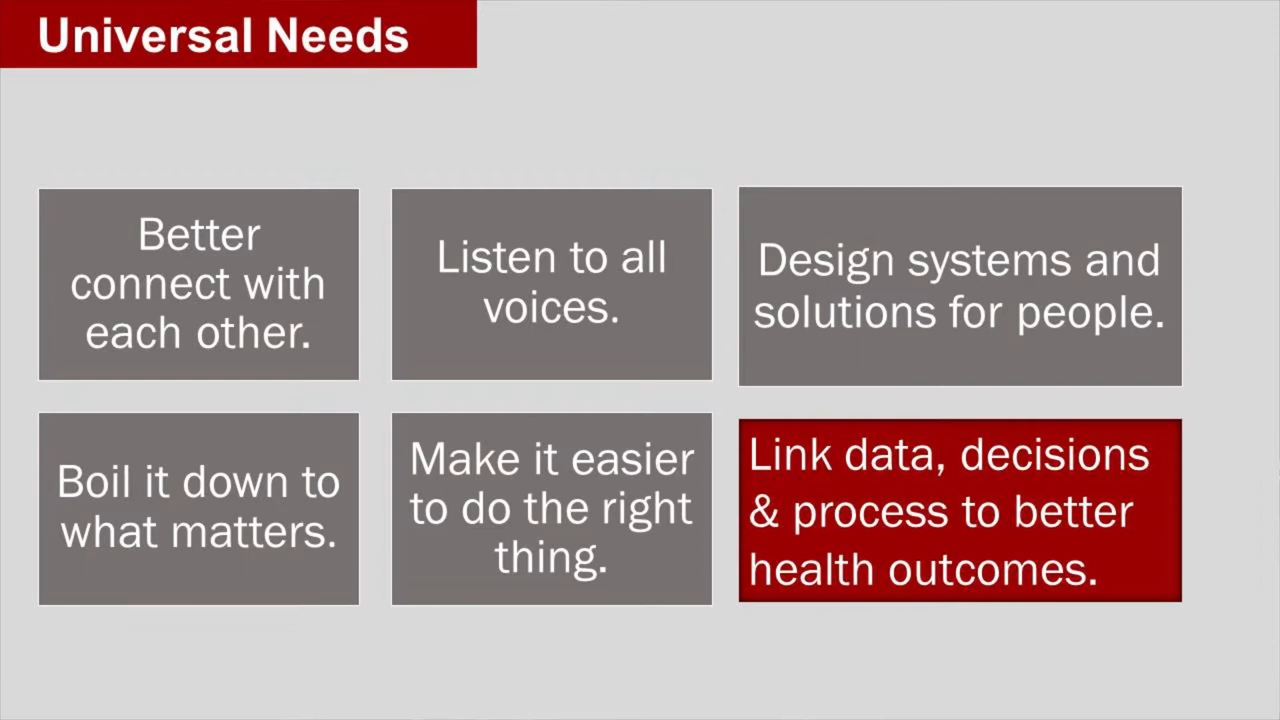 Universal Needs
Better
connect with
each other.
Listen to all
voices.
Design systems and
solutions for people.
Boil it down to
what matters.
Make it easier
to do the right
thing.
Link data, decisions
& process to better
health outcomes.